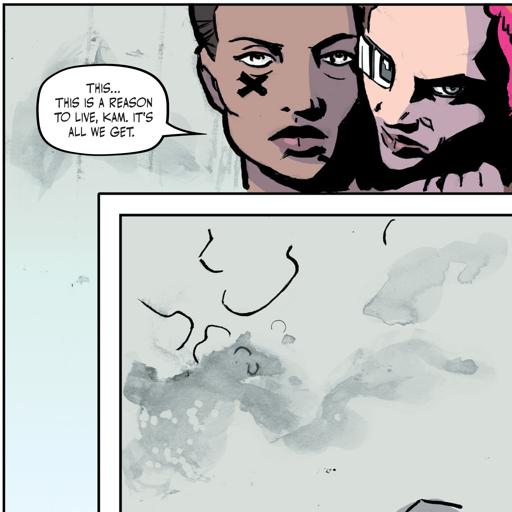 THIS...
THIS IS A REASON
TO LIVE, KAM. IT'S
ALL WE GET.